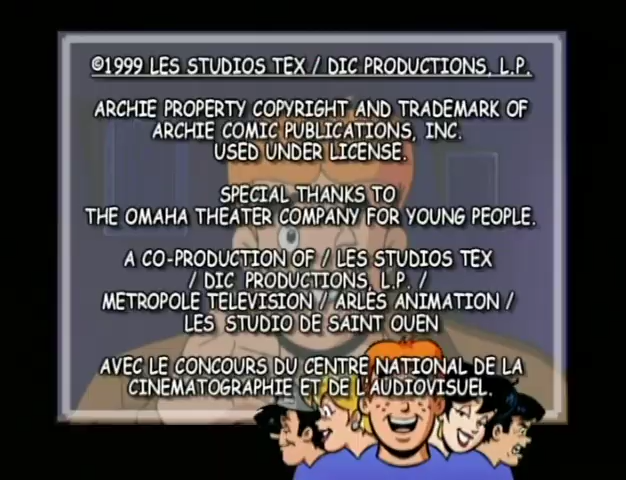 ©1999 LES STUDIOS TEX / DIC PRODUCTIONS, L.P.
ARCHIE PROPERTY COPYRIGHT AND TRADEMARK OF
ARCHIE COMIC PUBLICATIONS, INC.
USED UNDER LICENSE.
SPECIAL THANKS TO
THE OMAHA THEATER COMPANY FOR YOUNG PEOPLE.
A CO-PRODUCTION OF / LES STUDIOS TEX
/ DIC PRODUCTIONS, L.P. /
METROPOLE TELEVISION / ARLES ANIMATION /
LES STUDIO DE SAINT OUEN
AVEC LE CONCOURS DU CENTRE NATIONAL DE LA
CINEMATOGRAPHIE ET DE L'AUDIOVISUEL.